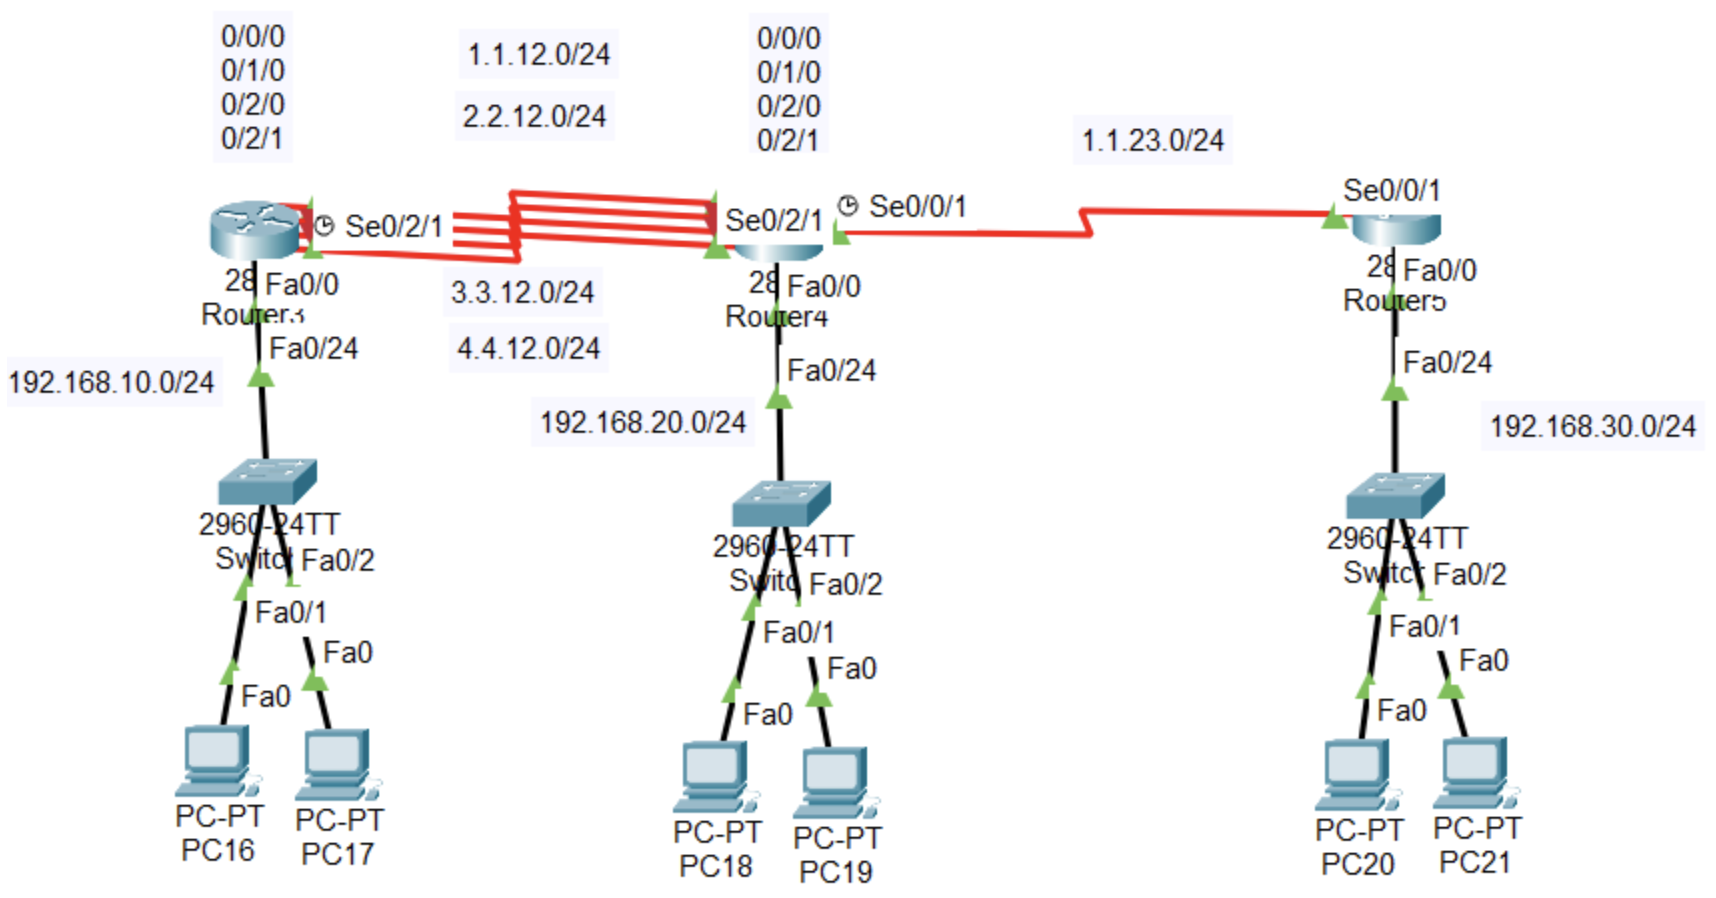 0/0/0
0/1/0
0/2/0
0/2/1
1.1.12.0/24
2.2.12.0/24
0/0/0
0/1/0
0/2/0
0/2/1
1.1.23.0/24
Se0/2/1
Se0/2/1
Se0/0/1
Se0/0/1
28
Fa0/0
Router3
3.3.12.0/24
4.4.12.0/24
28
Fa0/0
Router4
28
Fa0/0
Router5
Fa0/24
192.168.10.0/24
Fa0/24
192.168.20.0/24
Fa0/24
192.168.30.0/24
2960-24TT
Fa0/2
Fa0/1
Fa0
Fa0
PC-PT
PC16
PC-PT
PC17
2960-24TT
Fa0/2
Fa0/1
Fa0
Fa0
PC-PT
PC18
PC-PT
PC19
2960-24TT
Fa0/2
Fa0/1
Fa0
Fa0
PC-PT
PC20
PC-PT
PC21